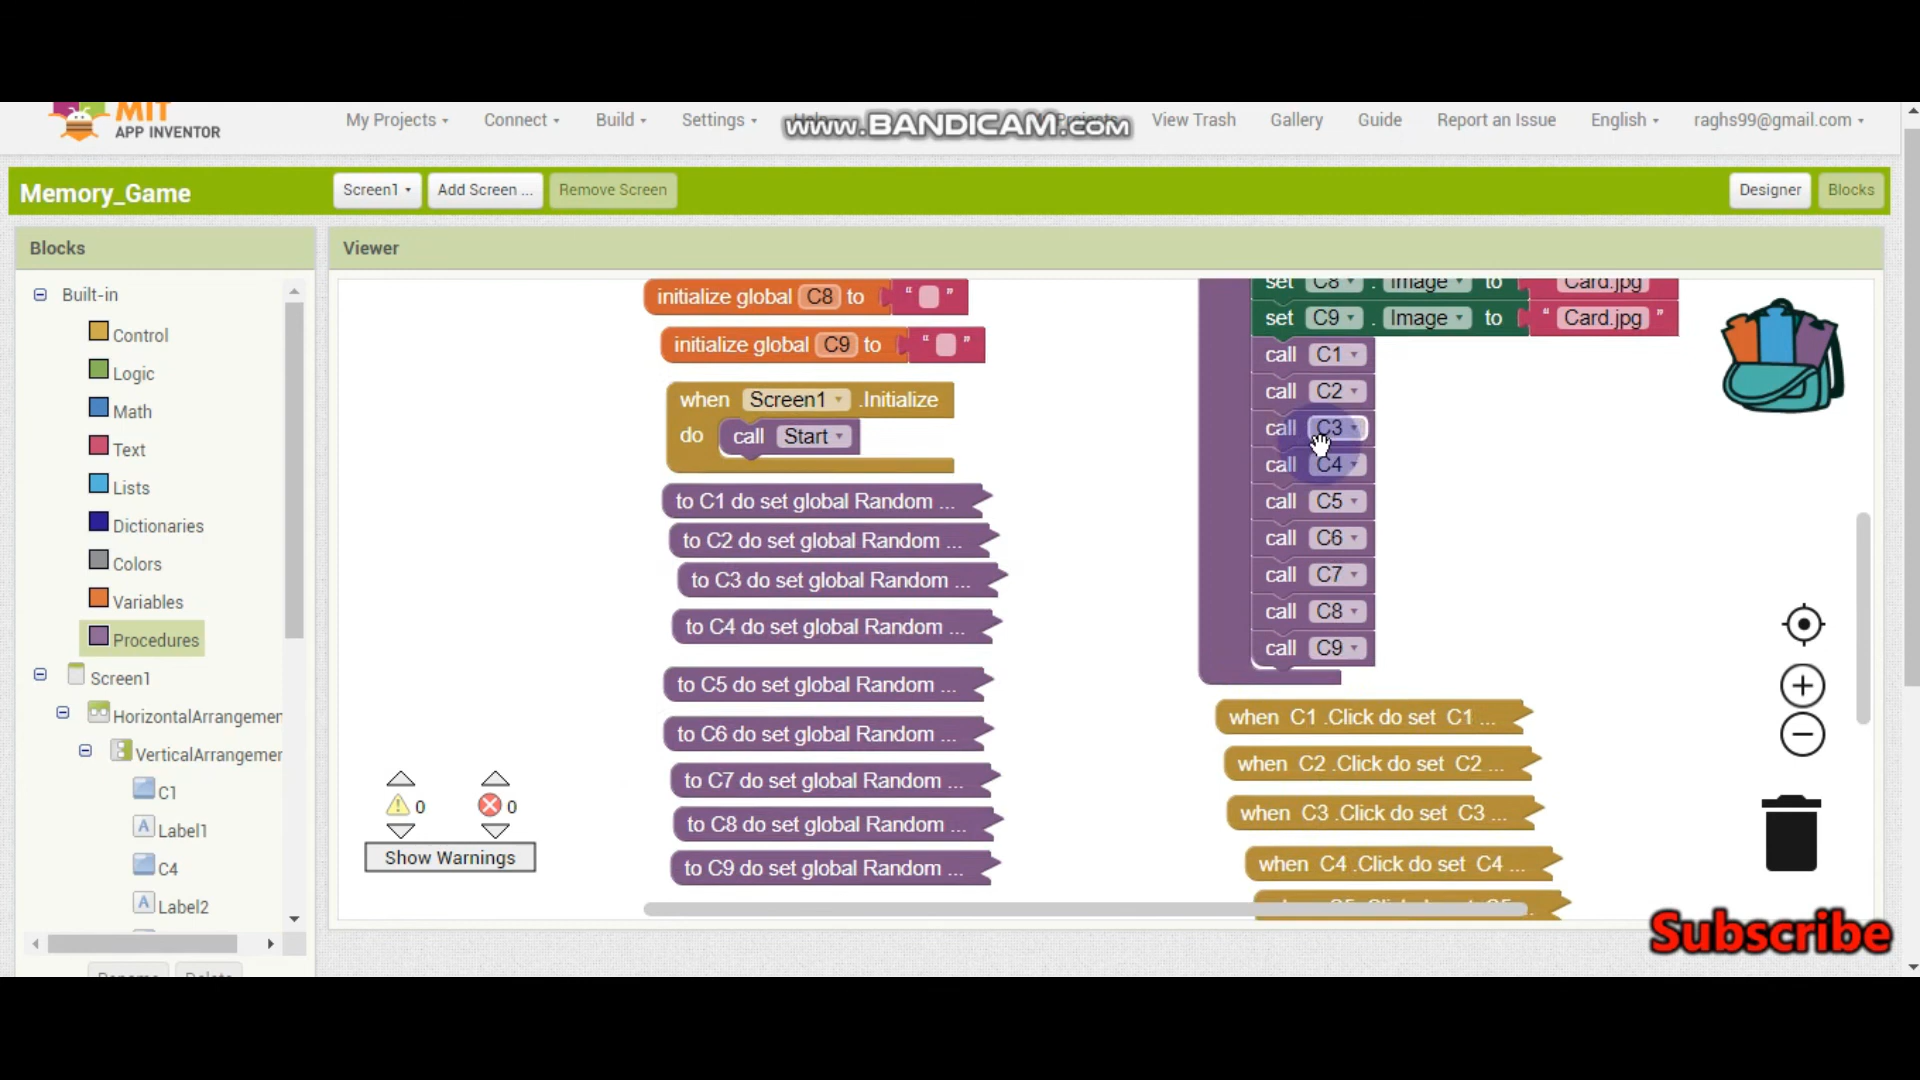 MIT
APP INVENTOR
My Projects
Connect
Build
Settings
www.BANDICAM.com
View Trash
Gallery
Guide
Report an Issue
English
raghs99@gmail.com
Memory_Game
Screen1
Add Screen ...
Remove Screen
Designer
Blocks
Blocks
Viewer
Built-in
Control
Logic
Math
Text
Lists
Dictionaries
Colors
Variables
Procedures
Screen1
HorizontalArrangemen
VerticalArrangemer
C1
Label1
C4
Label2
initialize global C8 to “ ”
initialize global C9 to “ ”
when Screen1 .Initialize
do call Start
to C1 do set global Random ...
to C2 do set global Random ...
to C3 do set global Random ...
to C4 do set global Random ...
to C5 do set global Random ...
to C6 do set global Random ...
to C7 do set global Random ...
to C8 do set global Random ...
to C9 do set global Random ...
0
0
Show Warnings
set C8 . Image to Card.jpg
set C9 . Image to “ Card.jpg ”
call C1
call C2
call C3
call C4
call C5
call C6
call C7
call C8
call C9
when C1 .Click do set C1 ...
when C2 .Click do set C2 ...
when C3 .Click do set C3 ...
when C4 .Click do set C4 ...
Subscribe